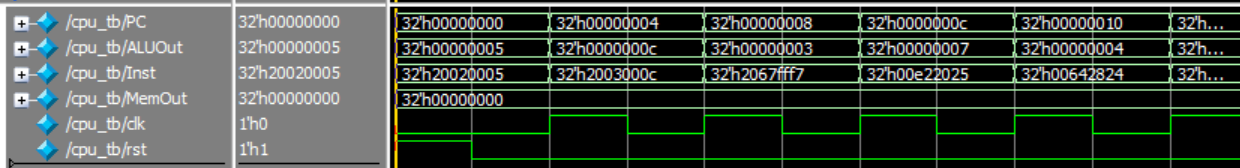 /cpu_tb/PC 32'h00000000 32'h00000000 32'h00000004 32'h00000008 32'h0000000c 32'h00000010 32'h...
/cpu_tb/ALUOut 32'h00000005 32'h00000005 32'h0000000c 32'h00000003 32'h00000007 32'h00000004 32'h...
/cpu_tb/Inst 32'h20020005 32'h20020005 32'h2003000c 32'h2067fff7 32'h00e22025 32'h00642824 32'h...
/cpu_tb/MemOut 32'h00000000 32'h00000000
/cpu_tb/clk 1'h0
/cpu_tb/rst 1'h1